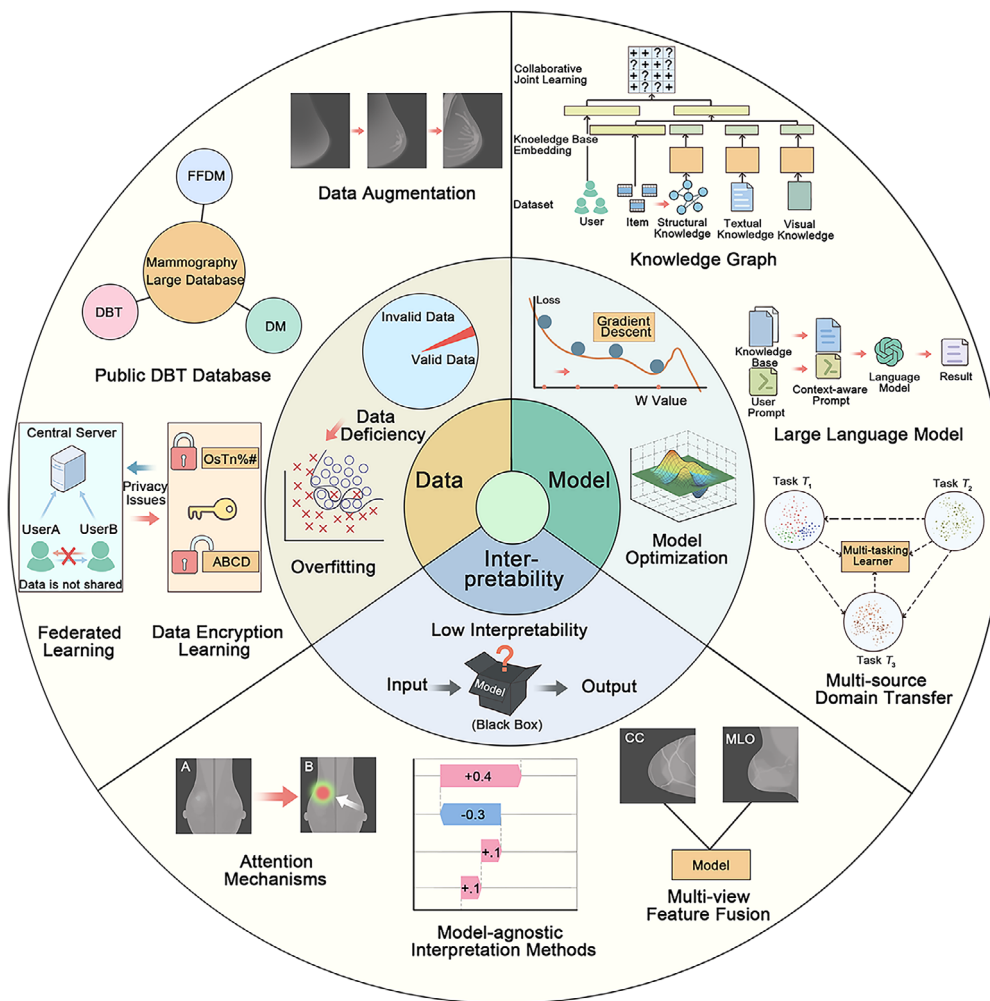 Collaborative
Joint Learning
+ + ? ?
? + + ?
+ ? + ?
? + ? +
Knoeledge Base
Embedding
Dataset
User
Item
Structural
Knowledge
Textual
Knowledge
Visual
Knowledge
Knowledge Graph
Data Augmentation
FFDM
Mammography
Large Database
DBT
DM
Public DBT Database
Invalid Data
Valid Data
Data
Deficiency
Overfitting
Loss
Gradient
Descent
W Value
Model
Optimization
Knowledge
Base
User
Prompt
Context-aware
Prompt
Language
Model
Result
Large Language Model
Central Server
UserA
UserB
Data is not shared
Privacy
Issues
OsTn%#
ABCD
Federated
Learning
Data Encryption
Learning
Data
Model
Inter-
pretability
Task T1
Task T2
Multi-tasking
Learner
Task T3
Multi-source
Domain Transfer
Low Interpretability
Input
Model
?
Output
(Black Box)
A
B
Attention
Mechanisms
+0.4
-0.3
+.1
+.1
Model-agnostic
Interpretation Methods
CC
MLO
Model
Multi-view
Feature Fusion